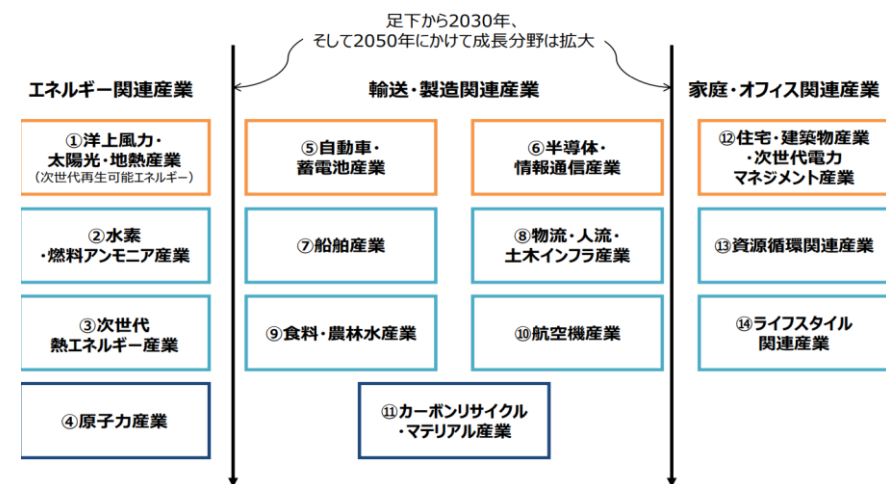 足下から2030年、
そして2050年にかけて成長分野は拡大
エネルギー関連産業
輸送・製造関連産業
家庭・オフィス関連産業
①洋上風力・
太陽光・地熱産業
(次世代再生可能エネルギー)
⑤自動車・
蓄電池産業
⑥半導体・
情報通信産業
⑫住宅・建築物産業
・次世代電力
マネジメント産業
②水素
・燃料アンモニア産業
⑦船舶産業
⑧物流・人流・
土木インフラ産業
⑬資源循環関連産業
③次世代
熱エネルギー産業
⑨食料・農林水産業
⑩航空機産業
⑭ライフスタイル
関連産業
④原子力産業
⑪カーボンリサイクル
・マテリアル産業